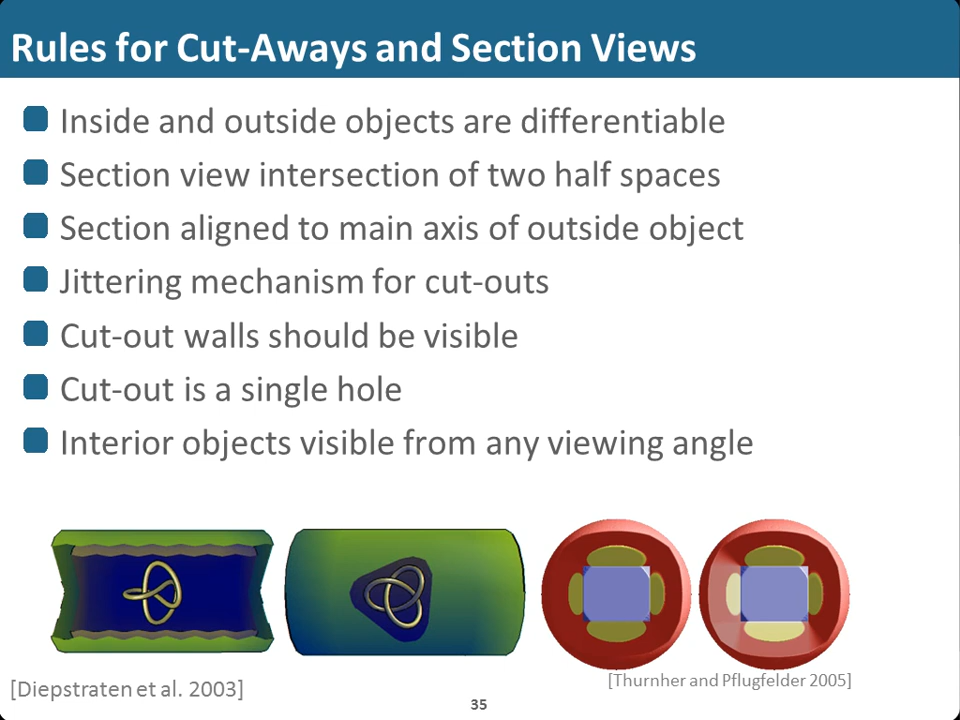 Rules for Cut-Aways and Section Views
Inside and outside objects are differentiable
Section view intersection of two half spaces
Section aligned to main axis of outside object
Jittering mechanism for cut-outs
Cut-out walls should be visible
Cut-out is a single hole
Interior objects visible from any viewing angle
[Diepstraten et al. 2003]
[Thurnher and Pflugfelder 2005]
35